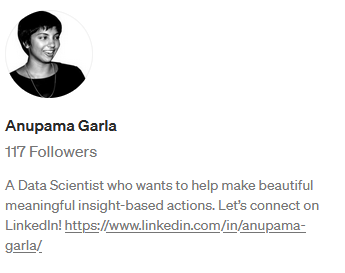 Anupama Garla
117 Followers
A Data Scientist who wants to help make beautiful
meaningful insight-based actions. Let’s connect on
LinkedIn! https://www.linkedin.com/in/anupama-
garla/